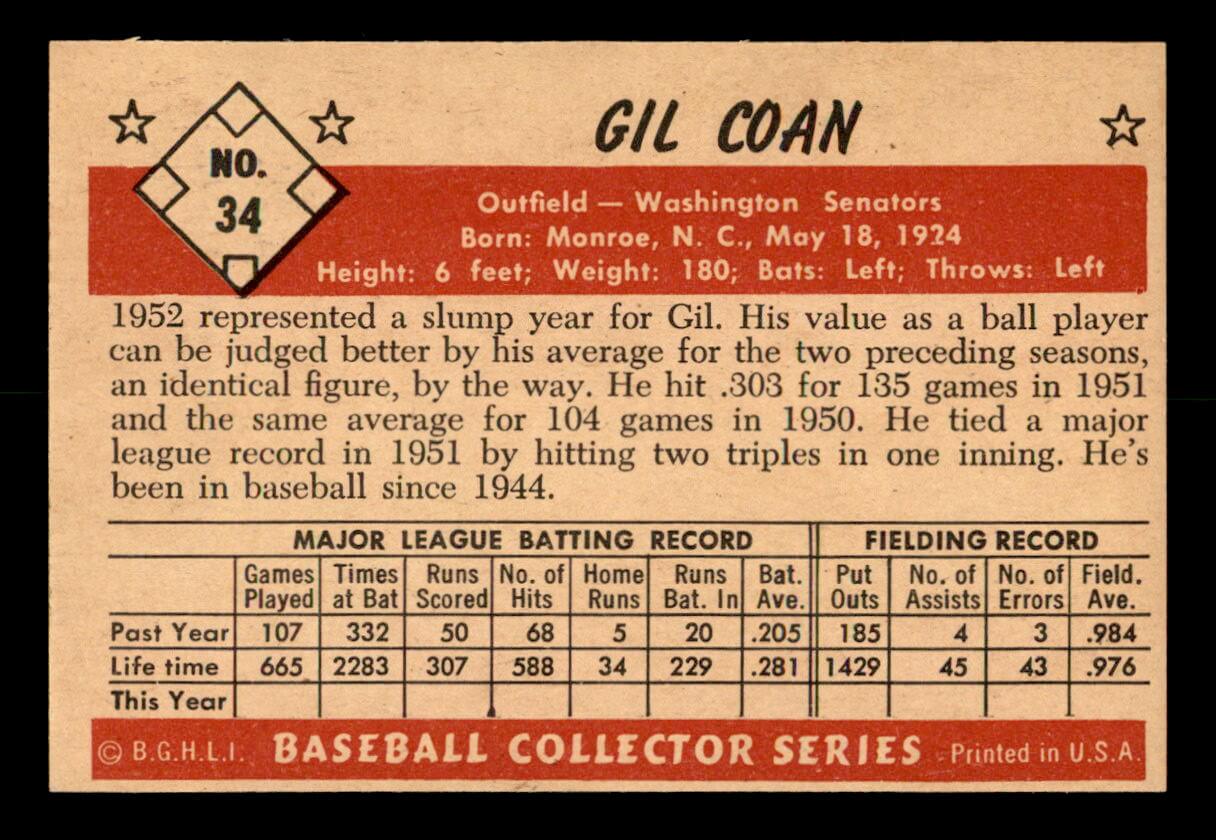 GIL COAN
NO.
34
Outfield — Washington Senators
Born: Monroe, N. C., May 18, 1924
Height: 6 feet; Weight: 180; Bats: Left; Throws: Left
1952 represented a slump year for Gil. His value as a ball player
can be judged better by his average for the two preceding seasons,
an identical figure, by the way. He hit .303 for 135 games in 1951
and the same average for 104 games in 1950. He tied a major
league record in 1951 by hitting two triples in one inning. He's
been in baseball since 1944.
MAJOR LEAGUE BATTING RECORD FIELDING RECORD
Games Times Runs No. of Home Runs Bat. Put No. of No. of Field.
Played at Bat Scored Hits Runs Bat. In Ave. Outs Assists Errors Ave.
Past Year 107 332 50 68 5 20 .205 185 4 3 .984
Life time 665 2283 307 588 34 229 .281 1429 45 43 .976
This Year
© B.G.H.L.I. BASEBALL COLLECTOR SERIES Printed in U.S.A.